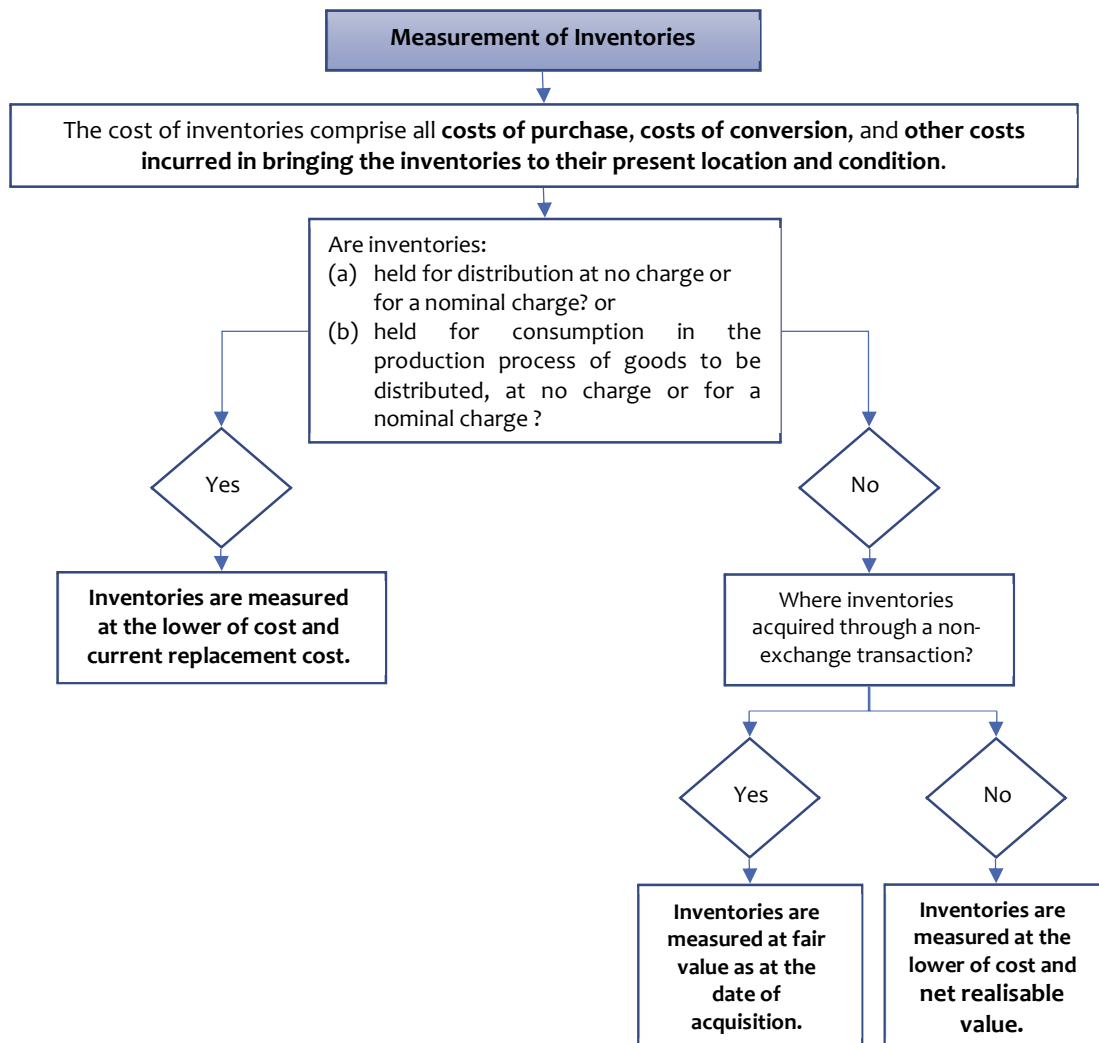 Measurement of Inventories
The cost of inventories comprise all costs of purchase, costs of conversion, and other costs
incurred in bringing the inventories to their present location and condition.
Are inventories:
(a) held for distribution at no charge or
for a nominal charge? or
(b) held for consumption in the
production process of goods to be
distributed, at no charge or for a
nominal charge ?
Yes
No
Inventories are measured
at the lower of cost and
current replacement cost.
Where inventories
acquired through a non-
exchange transaction?
Yes
No
Inventories are
measured at fair
value as at the
date of
acquisition.
Inventories are
measured at the
lower of cost and
net realisable
value.